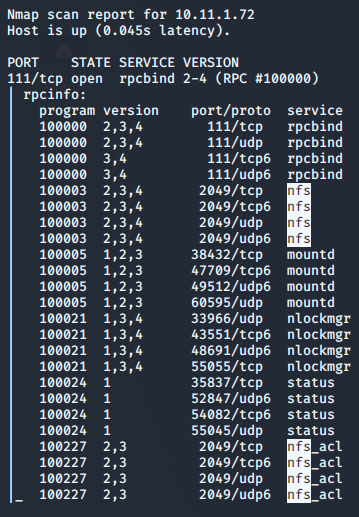 Nmap scan report for 10.11.1.72
Host is up (0.045s latency).
PORT    STATE SERVICE VERSION
111/tcp open  rpcbind 2-4 (RPC #100000)
| rpcinfo:
|   program version    port/proto  service
|   100000  2,3,4        111/tcp   rpcbind
|   100000  2,3,4        111/udp   rpcbind
|   100000  3,4          111/tcp6  rpcbind
|   100000  3,4          111/udp6  rpcbind
|   100003  2,3,4       2049/tcp   nfs
|   100003  2,3,4       2049/tcp6  nfs
|   100003  2,3,4       2049/udp   nfs
|   100003  2,3,4       2049/udp6  nfs
|   100005  1,2,3      38432/tcp   mountd
|   100005  1,2,3      47709/tcp6  mountd
|   100005  1,2,3      49512/udp6  mountd
|   100005  1,2,3      60595/udp   mountd
|   100021  1,3,4      33966/udp   nlockmgr
|   100021  1,3,4      43551/tcp6  nlockmgr
|   100021  1,3,4      48691/udp6  nlockmgr
|   100021  1,3,4      55055/tcp   nlockmgr
|   100024  1          35837/tcp   status
|   100024  1          52847/udp6  status
|   100024  1          54082/tcp6  status
|   100024  1          55045/udp   status
|   100227  2,3         2049/tcp   nfs_acl
|   100227  2,3         2049/tcp6  nfs_acl
|   100227  2,3         2049/udp   nfs_acl
|_  100227  2,3         2049/udp6  nfs_acl